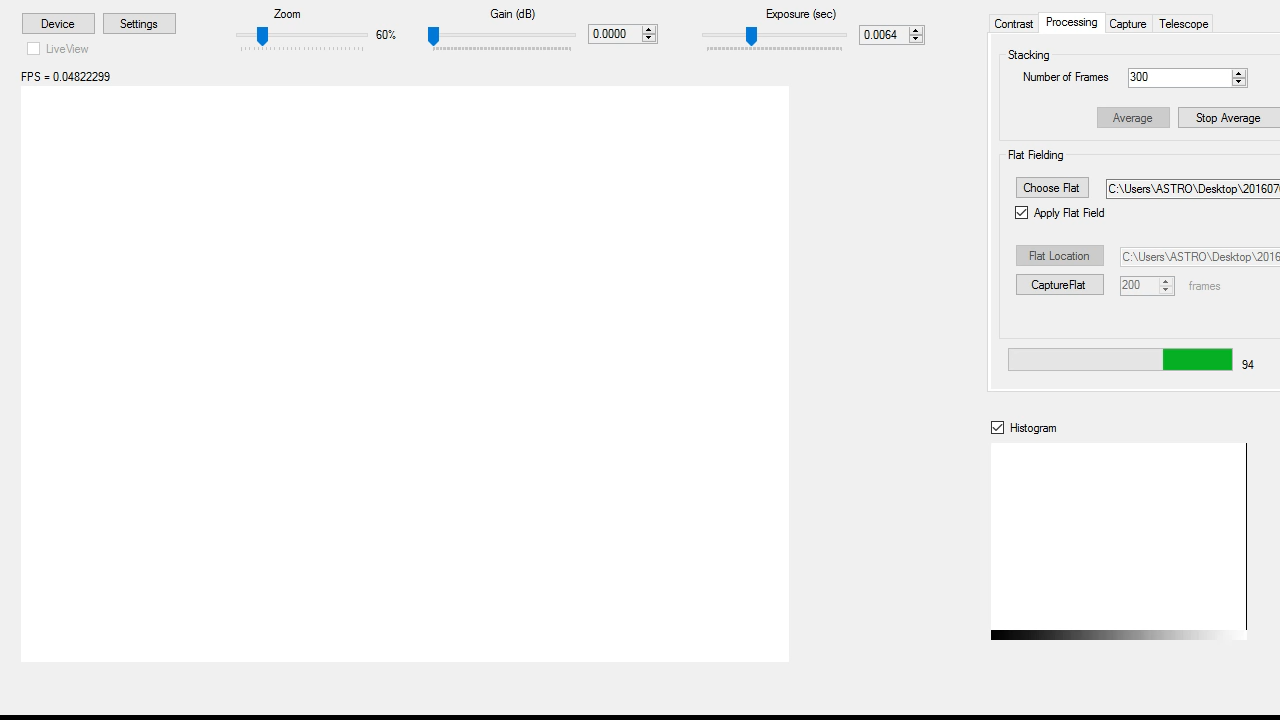 Device
Settings
LiveView
Zoom
60%
Gain (dB)
0.0000
Exposure (sec)
0.0064
FPS = 0.04822299
Contrast
Processing
Capture
Telescope
Stacking
Number of Frames
300
Average
Stop Average
Flat Fielding
Choose Flat
C:\Users\ASTRO\Desktop\201607
Apply Flat Field
Flat Location
C:\Users\ASTRO\Desktop\2016
CaptureFlat
200
frames
94
Histogram